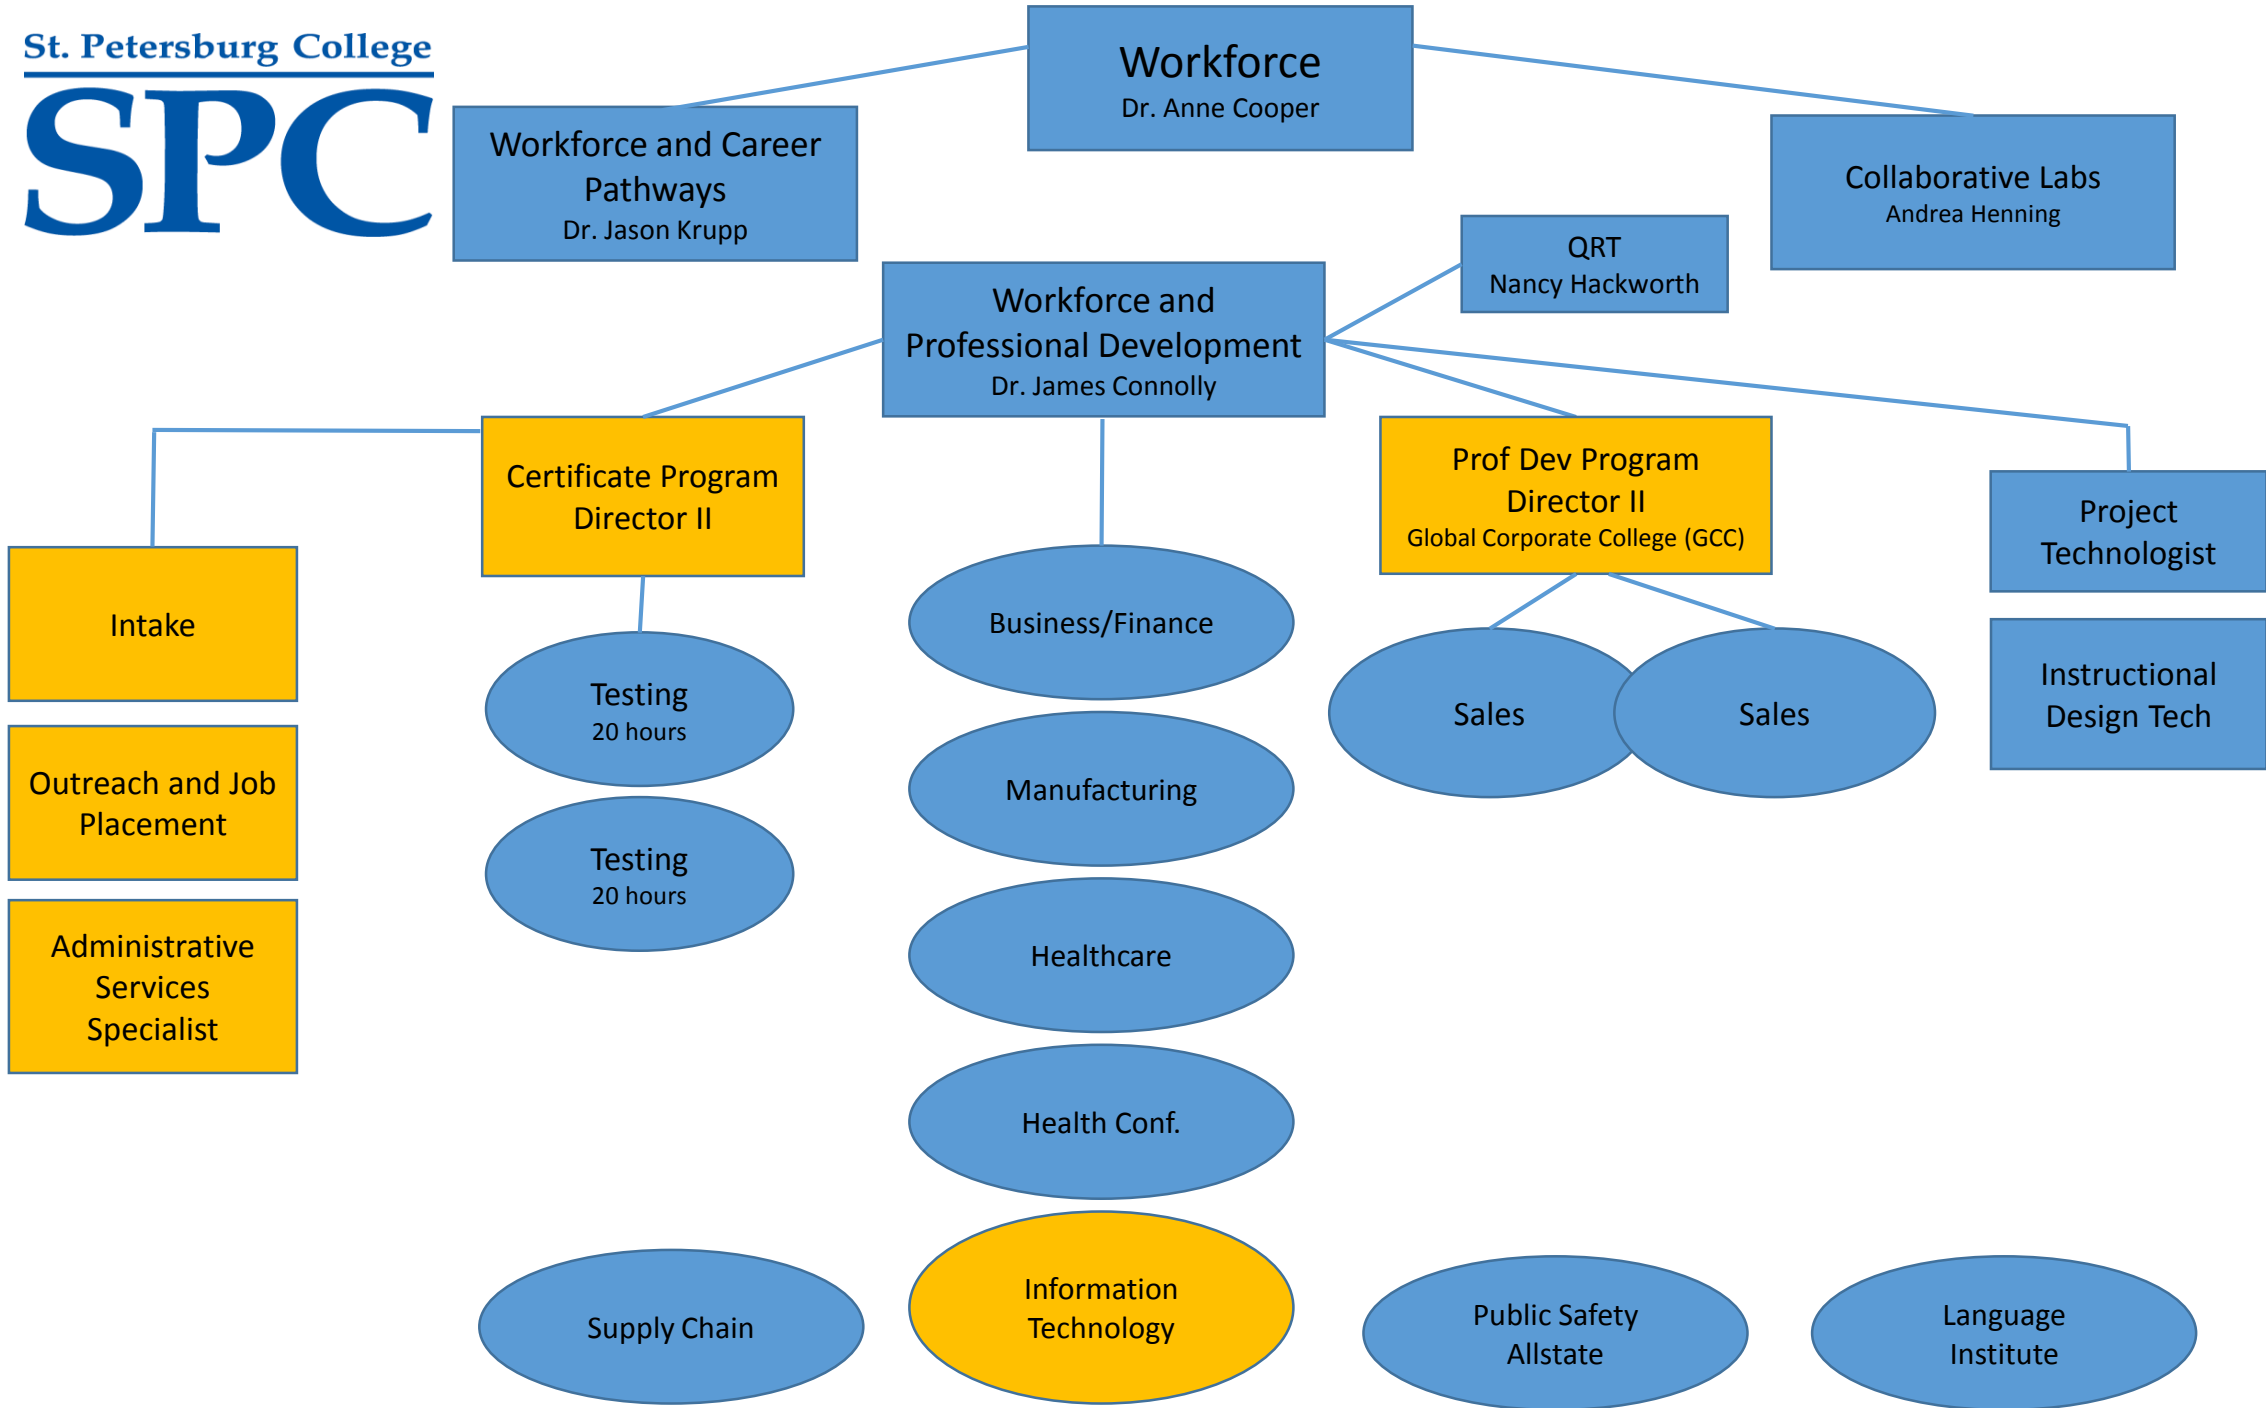 St. Petersburg College
SPC
Workforce
Dr. Anne Cooper
Workforce and Career
Pathways
Dr. Jason Krupp
Collaborative Labs
Andrea Henning
QRT
Nancy Hackworth
Workforce and
Professional Development
Dr. James Connolly
Certificate Program
Director II
Prof Dev Program
Director II
Global Corporate College (GCC)
Project
Technologist
Intake
Testing
20 hours
Business/Finance
Sales
Sales
Instructional
Design Tech
Outreach and Job
Placement
Testing
20 hours
Manufacturing
Administrative
Services
Specialist
Healthcare
Health Conf.
Supply Chain
Information
Technology
Public Safety
Allstate
Language
Institute